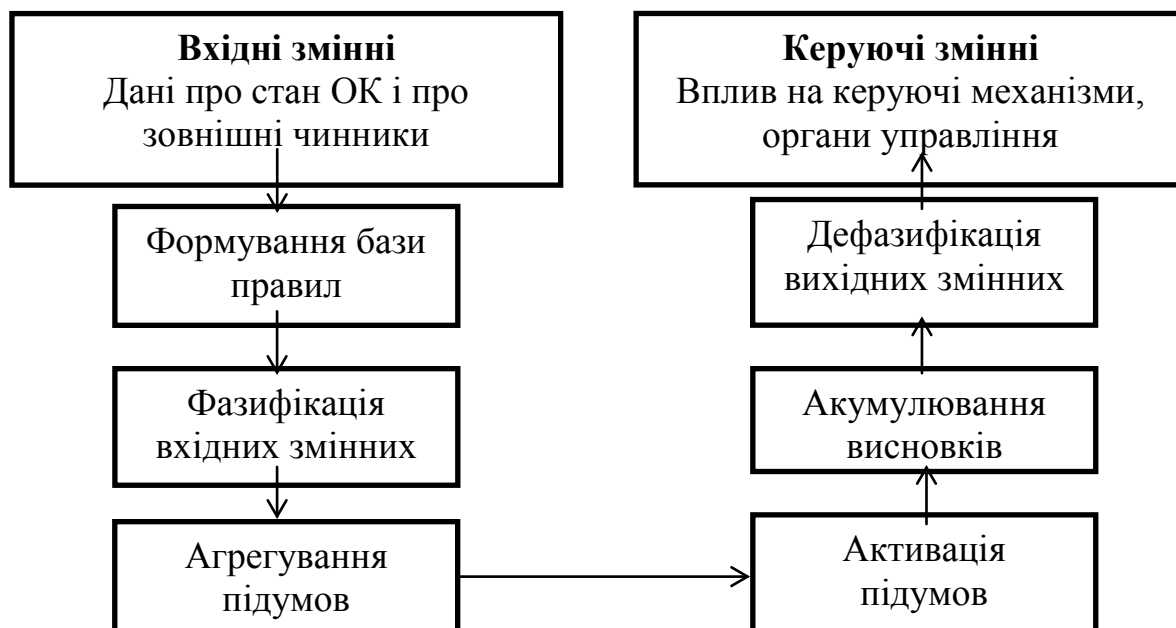 Вхідні змінні
Дані про стан ОК і про
зовнішні чинники
Формування бази
правил
Фазифікація
вхідних змінних
Агрегування
підумов
Керуючі змінні
Вплив на керуючі механізми,
органи управління
Дефазифікація
вихідних змінних
Акумулювання
висновків
Активація
підумов